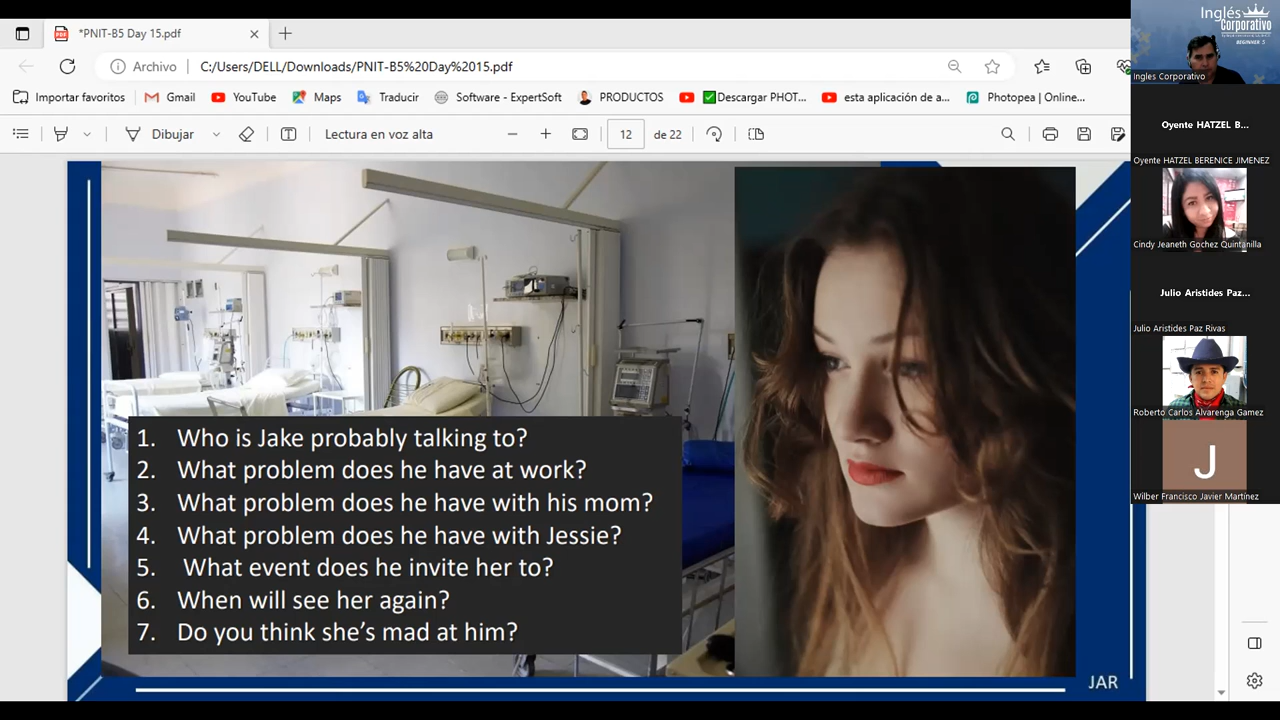 *PNIT-B5 Day 15.pdf
Archivo
C:/Users/DELL/Downloads/PNIT-B5%20Day%2015.pdf
Importar favoritos
Gmail
YouTube
Maps
Traducir
Software - ExpertSoft
PRODUCTOS
Descargar PHOT...
esta aplicación de a...
Photopea | Online...
Dibujar
Lectura en voz alta
12
de 22
1. Who is Jake probably talking to?
2. What problem does he have at work?
3. What problem does he have with his mom?
4. What problem does he have with Jessie?
5. What event does he invite her to?
6. When will see her again?
7. Do you think she’s mad at him?
JAR
Inglés
Corporativo
BEGINNER 5
Ingles Corporativo
Oyente HATZEL B...
Oyente HATZEL BERENICE JIMENEZ
Cindy Jeaneth Gochez Quintanilla
Julio Aristides Paz...
Julio Aristides Paz Rivas
Roberto Carlos Alvarenga Gamez
J
Wilber Francisco Javier Martínez